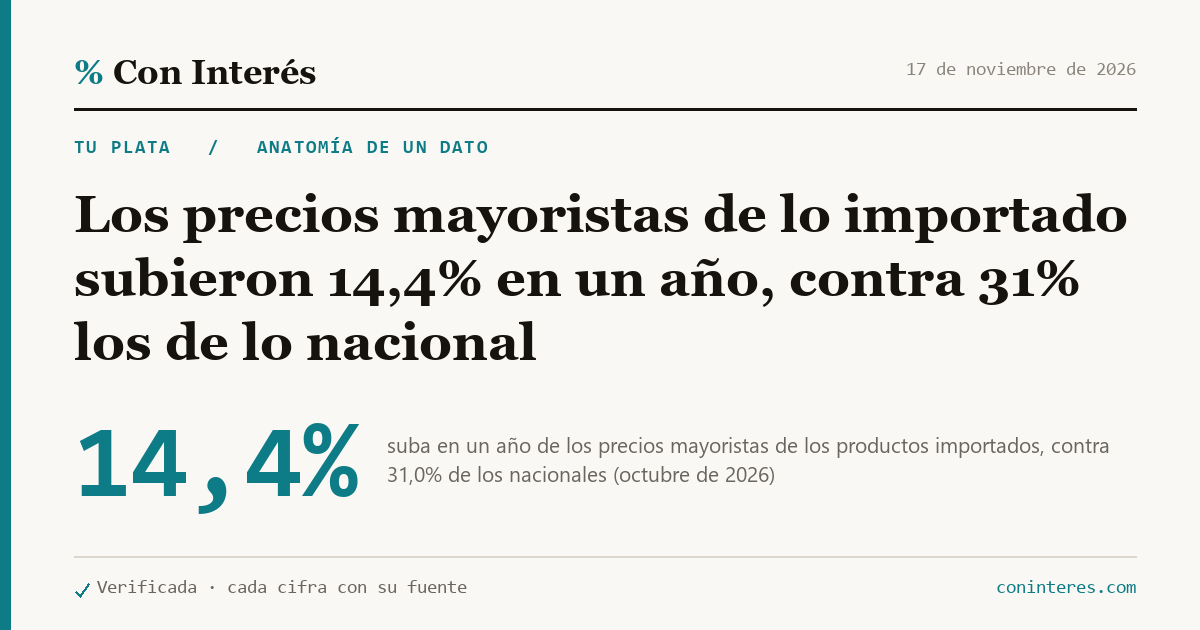 % Con Interés
17 de noviembre de 2026
TU PLATA / ANATOMÍA DE UN DATO
Los precios mayoristas de lo importado
subieron 14,4% en un año, contra 31%
los de lo nacional
14,4%
suba en un año de los precios mayoristas de los productos importados, contra
31,0% de los nacionales (octubre de 2026)
✓ Verificada · cada cifra con su fuente
coninteres.com